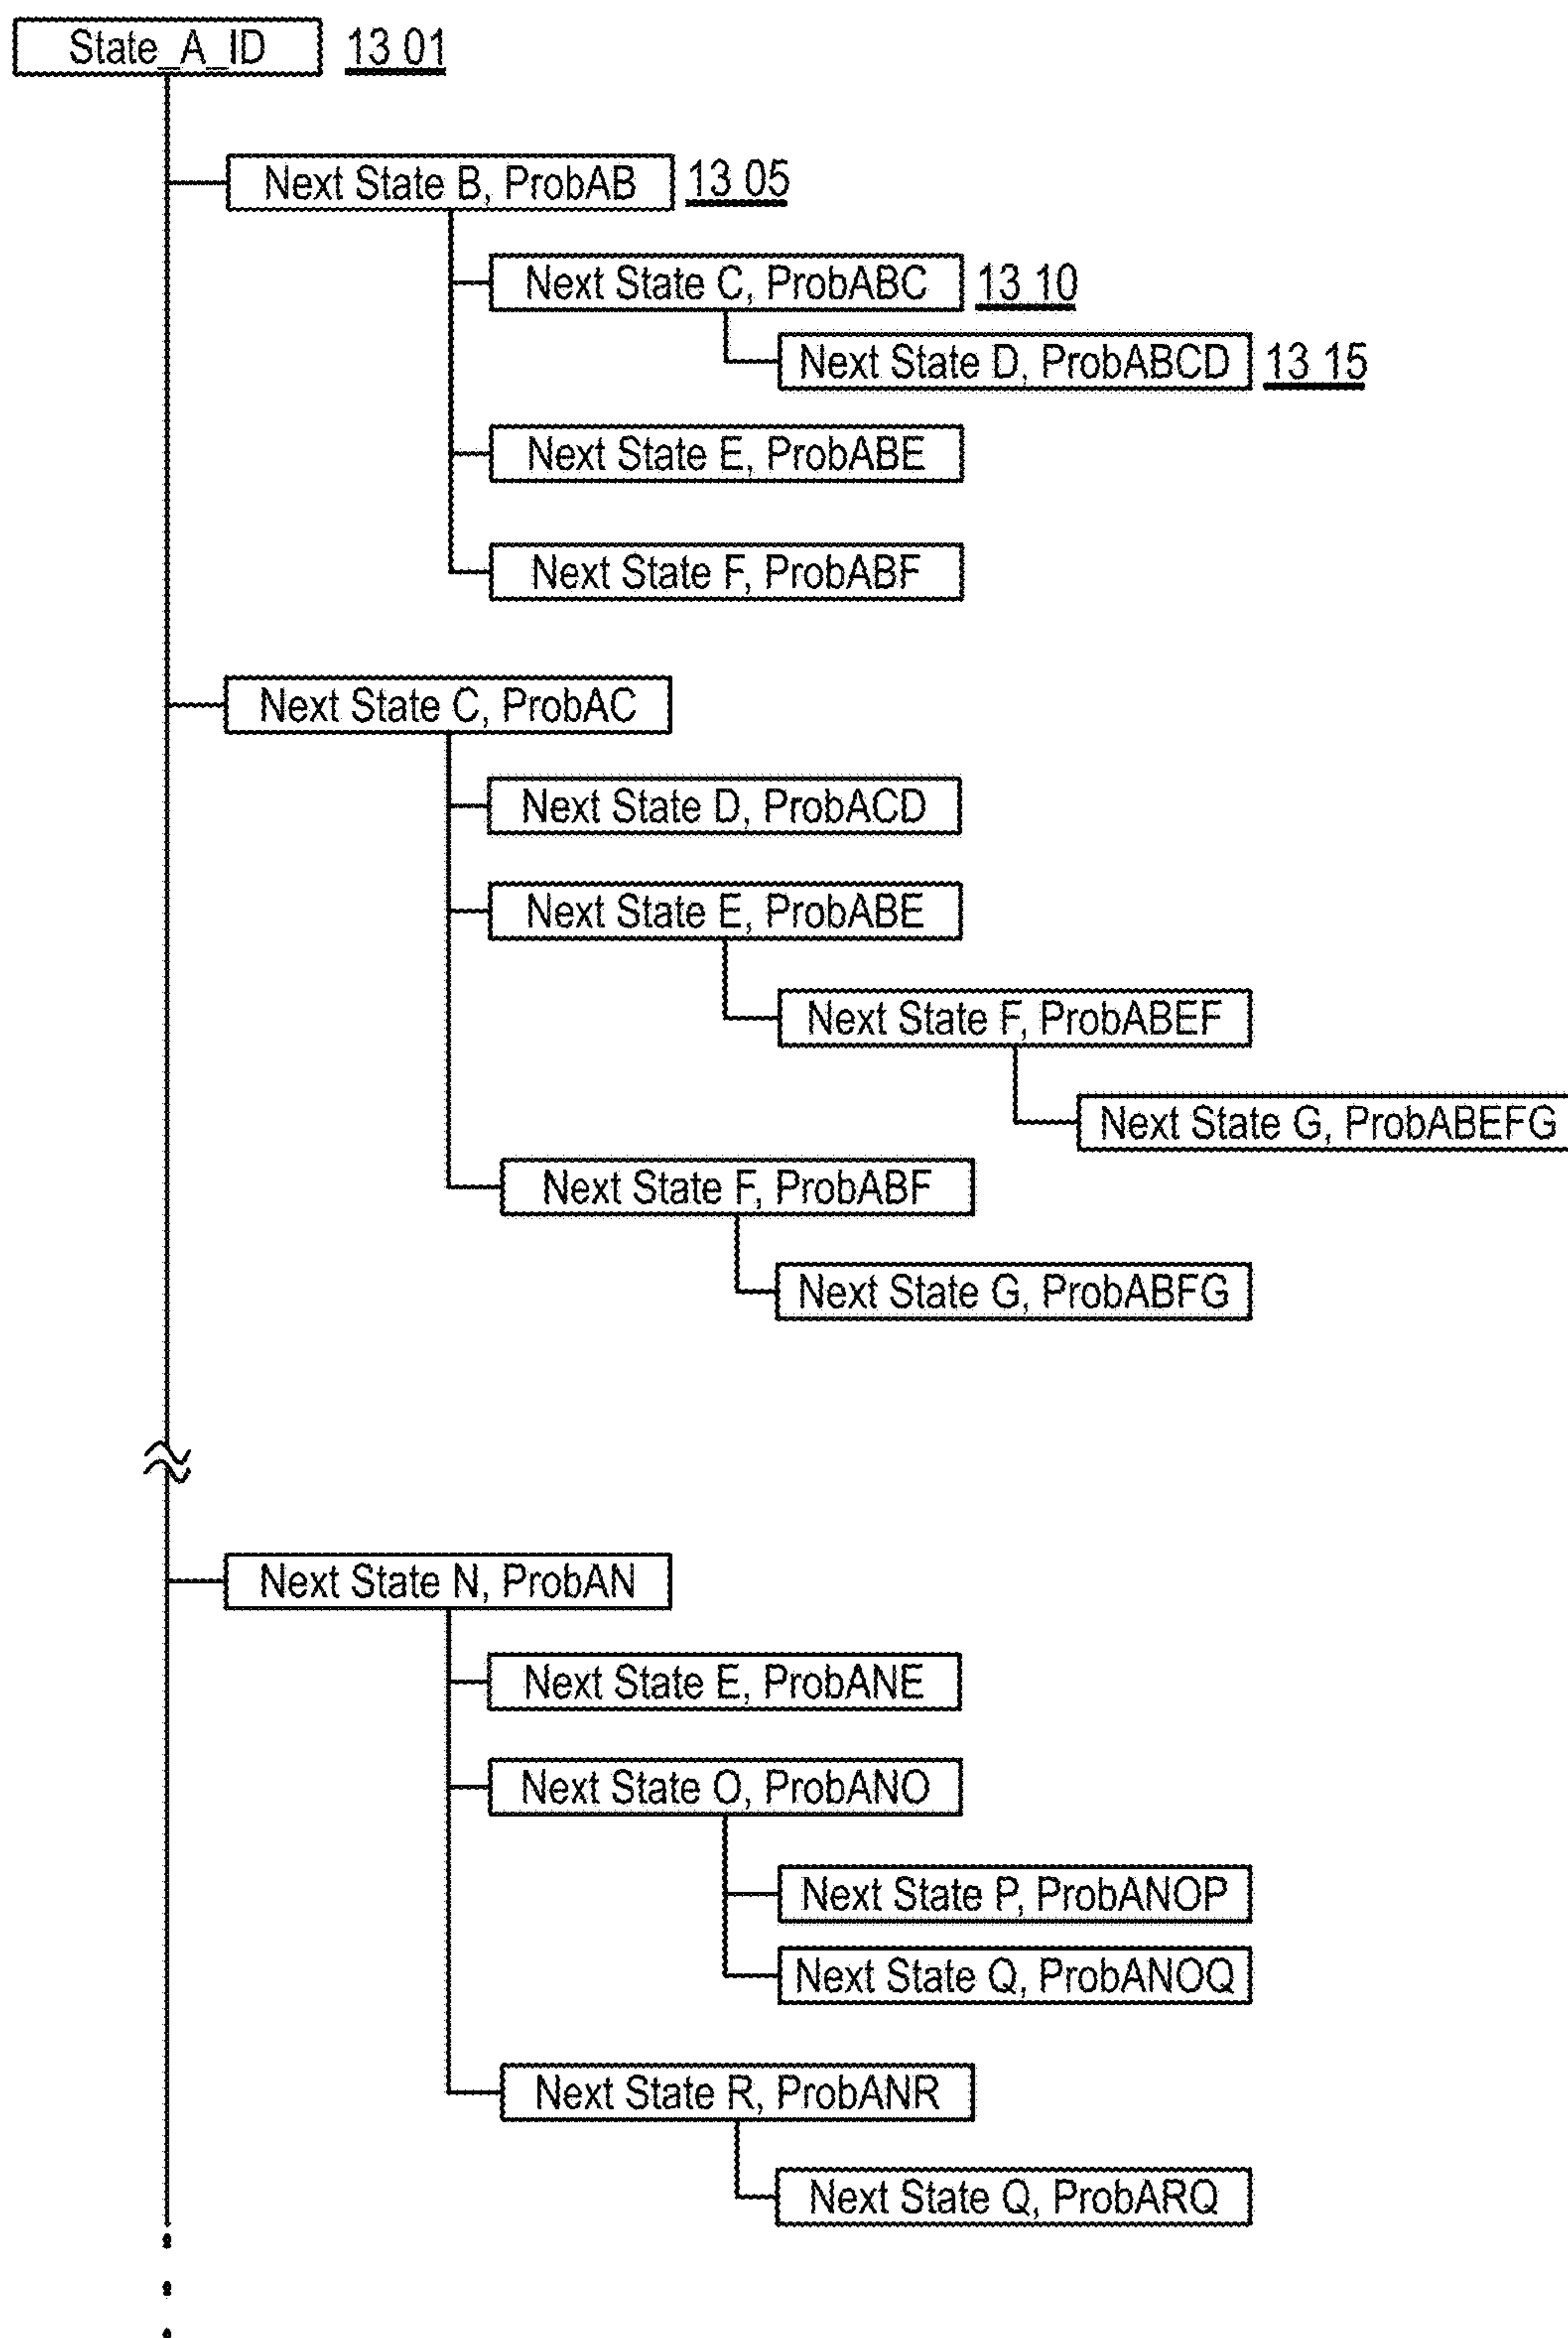 State_A_ID 13 01
Next State B, ProbAB 13 05
Next State C, ProbABC 13 10
Next State D, ProbABCD 13 15
Next State E, ProbABE
Next State F, ProbABF
Next State C, ProbAC
Next State D, ProbACD
Next State E, ProbABE
Next State F, ProbABEF
Next State G, ProbABEFG
Next State F, ProbABF
Next State G, ProbABFG
Next State N, ProbAN
Next State E, ProbANE
Next State O, ProbANO
Next State P, ProbANOP
Next State Q, ProbANOQ
Next State R, ProbANR
Next State Q, ProbARQ